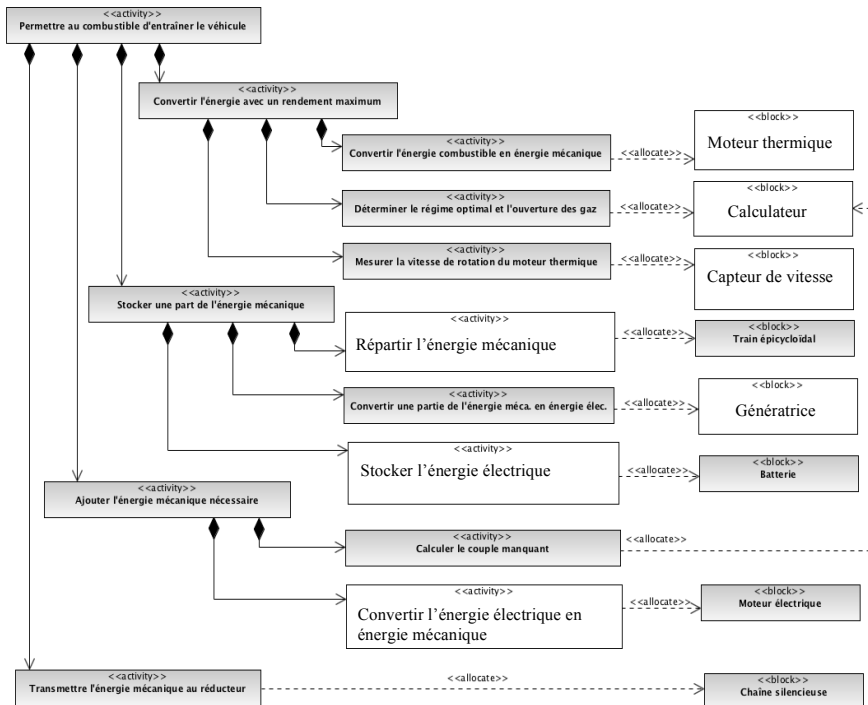 <<activity>>
Permettre au combustible d'entraîner le véhicule
<<activity>>
Convertir l'énergie avec un rendement maximum
<<activity>>
Convertir l'énergie combustible en énergie mécanique
<<allocate>>
<<block>>
Moteur thermique
<<activity>>
Déterminer le régime optimal et l'ouverture des gaz
<<allocate>>
<<block>>
Calculateur
<<activity>>
Mesurer la vitesse de rotation du moteur thermique
<<allocate>>
<<block>>
Capteur de vitesse
<<activity>>
Stocker une part de l'énergie mécanique
<<activity>>
Répartir l’énergie mécanique
<<allocate>>
<<block>>
Train épicycloïdal
<<activity>>
Convertir une partie de l'énergie méca. en énergie élec.
<<allocate>>
<<block>>
Génératrice
<<activity>>
Stocker l’énergie électrique
<<allocate>>
<<block>>
Batterie
<<activity>>
Ajouter l'énergie mécanique nécessaire
<<activity>>
Calculer le couple manquant
<<allocate>>
<<activity>>
Convertir l’énergie électrique en
énergie mécanique
<<allocate>>
<<block>>
Moteur électrique
<<activity>>
Transmettre l'énergie mécanique au réducteur
<<allocate>>
<<block>>
Chaîne silencieuse